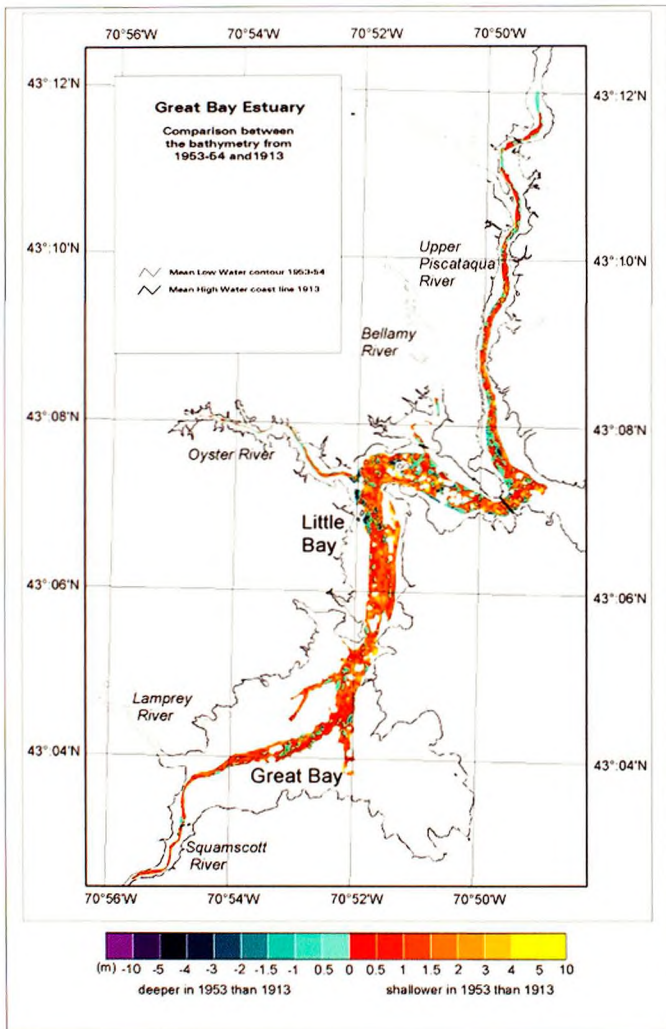 70°56'W 70°54'W 70°52'W 70°50'W
43°:12'N 43°:12'N
Great Bay Estuary
Comparison between
the bathymetry from
1953-54 and 1913
Mean Low Water contour 1953-54
Mean High Water coast line 1913
Upper
Piscataqua
River
43°:10'N 43°:10'N
Bellamy
River
43°:08'N 43°:08'N
Oyster River
Little
Bay
43°:06'N 43°:06'N
Lamprey
River
43°:04'N 43°:04'N
Great Bay
Squamscott
River
70°56'W 70°54'W 70°52'W 70°50'W
(m) -10 -5 -4 -3 -2 -1.5 -1 0.5 0 0.5 1 1.5 2 3 4 5 10
deeper in 1953 than 1913 shallower in 1953 than 1913